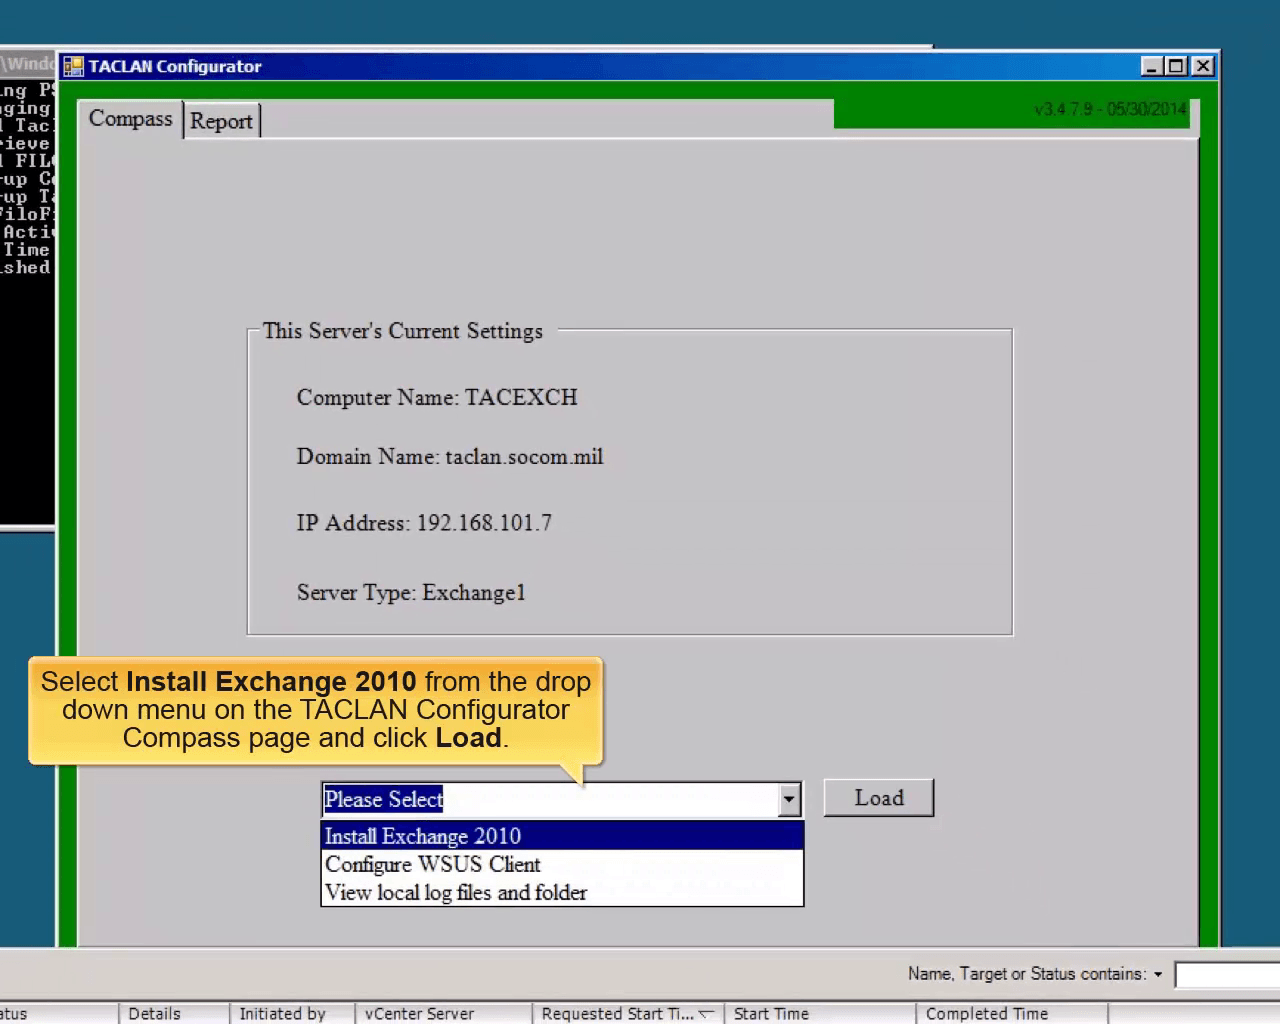 \Windo
TACLAN Configurator
ing P
aging
l Tac
rieve
l FIL
-up C
-up T
FiloF
Acti
Time
ished
Compass
Report
v3.4.7.9 - 05/30/2014
This Server's Current Settings
Computer Name: TACEXCH
Domain Name: taclan.socom.mil
IP Address: 192.168.101.7
Server Type: Exchange1
Select Install Exchange 2010 from the drop
down menu on the TACLAN Configurator
Compass page and click Load.
Please Select
Load
Install Exchange 2010
Configure WSUS Client
View local log files and folder
Name, Target or Status contains:
atus Details Initiated by vCenter Server Requested Start Ti... Start Time Completed Time